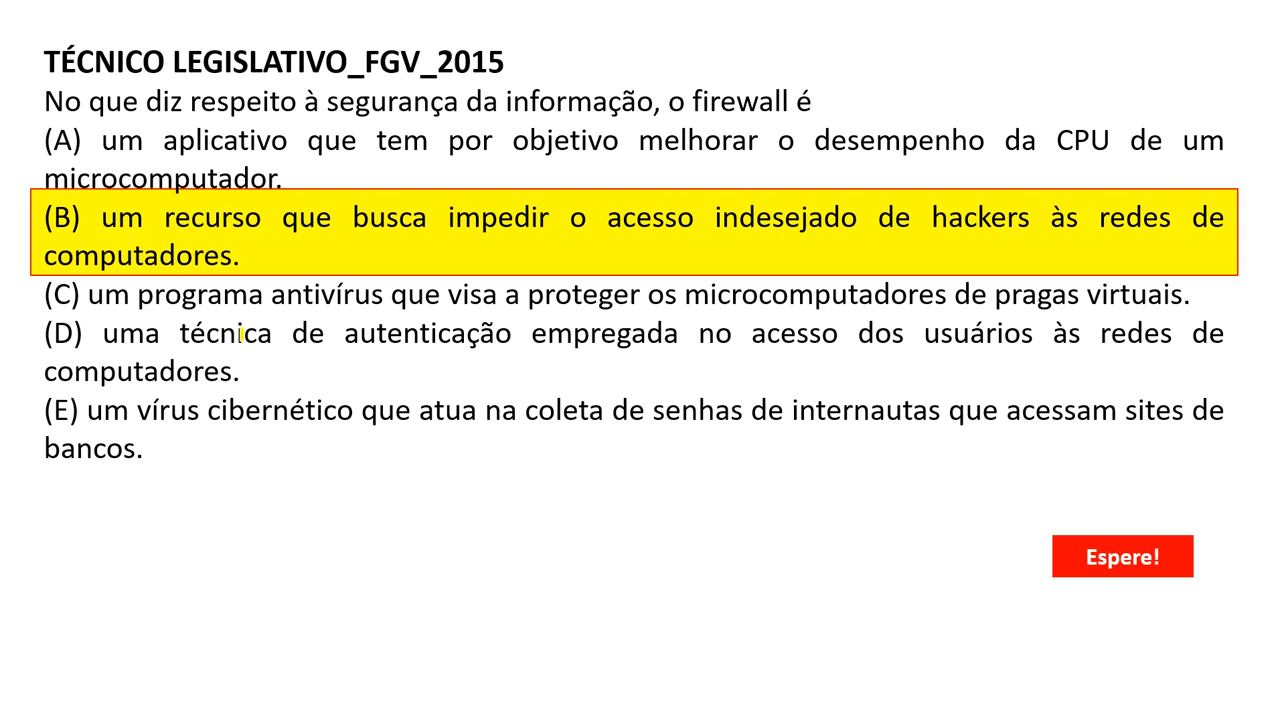 TÉCNICO LEGISLATIVO_FGV_2015
No que diz respeito à segurança da informação, o firewall é
(A) um aplicativo que tem por objetivo melhorar o desempenho da CPU de um
microcomputador.
(B) um recurso que busca impedir o acesso indesejado de hackers às redes de
computadores.
(C) um programa antivírus que visa a proteger os microcomputadores de pragas virtuais.
(D) uma técnica de autenticação empregada no acesso dos usuários às redes de
computadores.
(E) um vírus cibernético que atua na coleta de senhas de internautas que acessam sites de
bancos.
Espere!